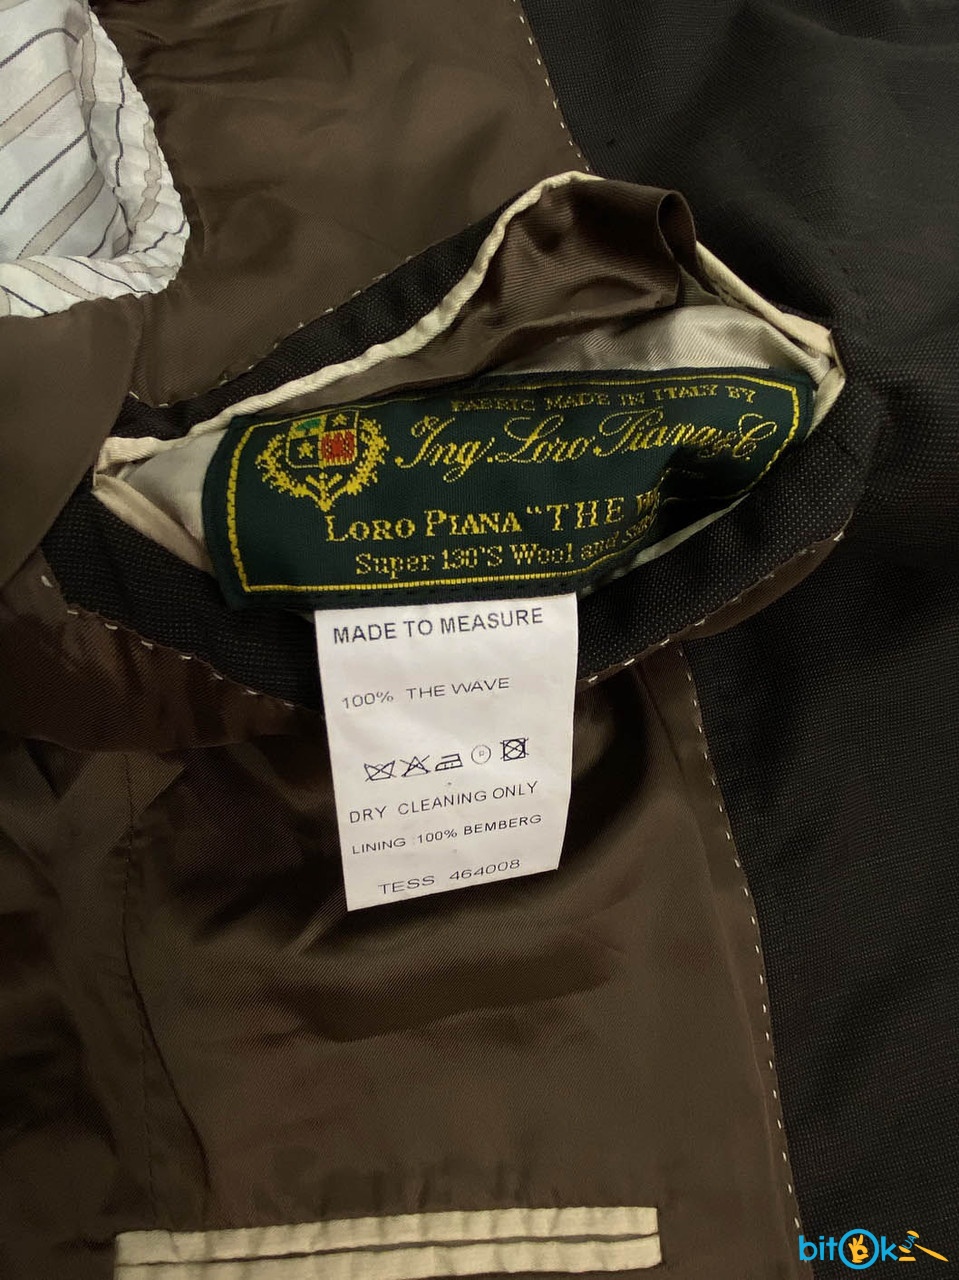 FABRIC MADE IN ITALY BY
Ing. Loro Piana & C
LORO PIANA "THE
Super 130'S Wool and
MADE TO MEASURE
100% THE WAVE
P
DRY CLEANING ONLY
LINING 100% BEMBERG
TESS 464008
bitOk